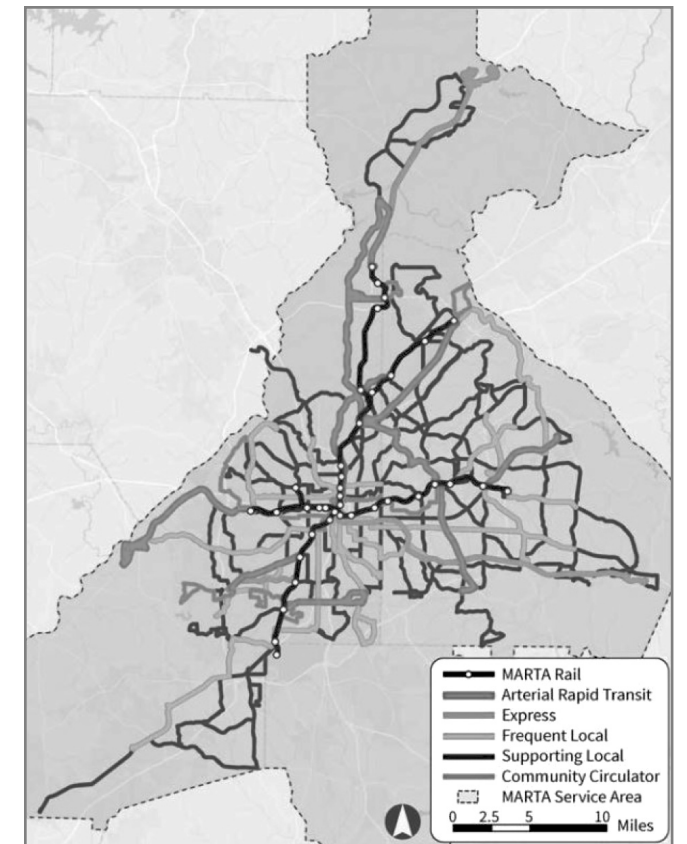 MARTA Rail
Arterial Rapid Transit
Express
Frequent Local
Supporting Local
Community Circulator
MARTA Service Area
0 2.5 5 10
Miles